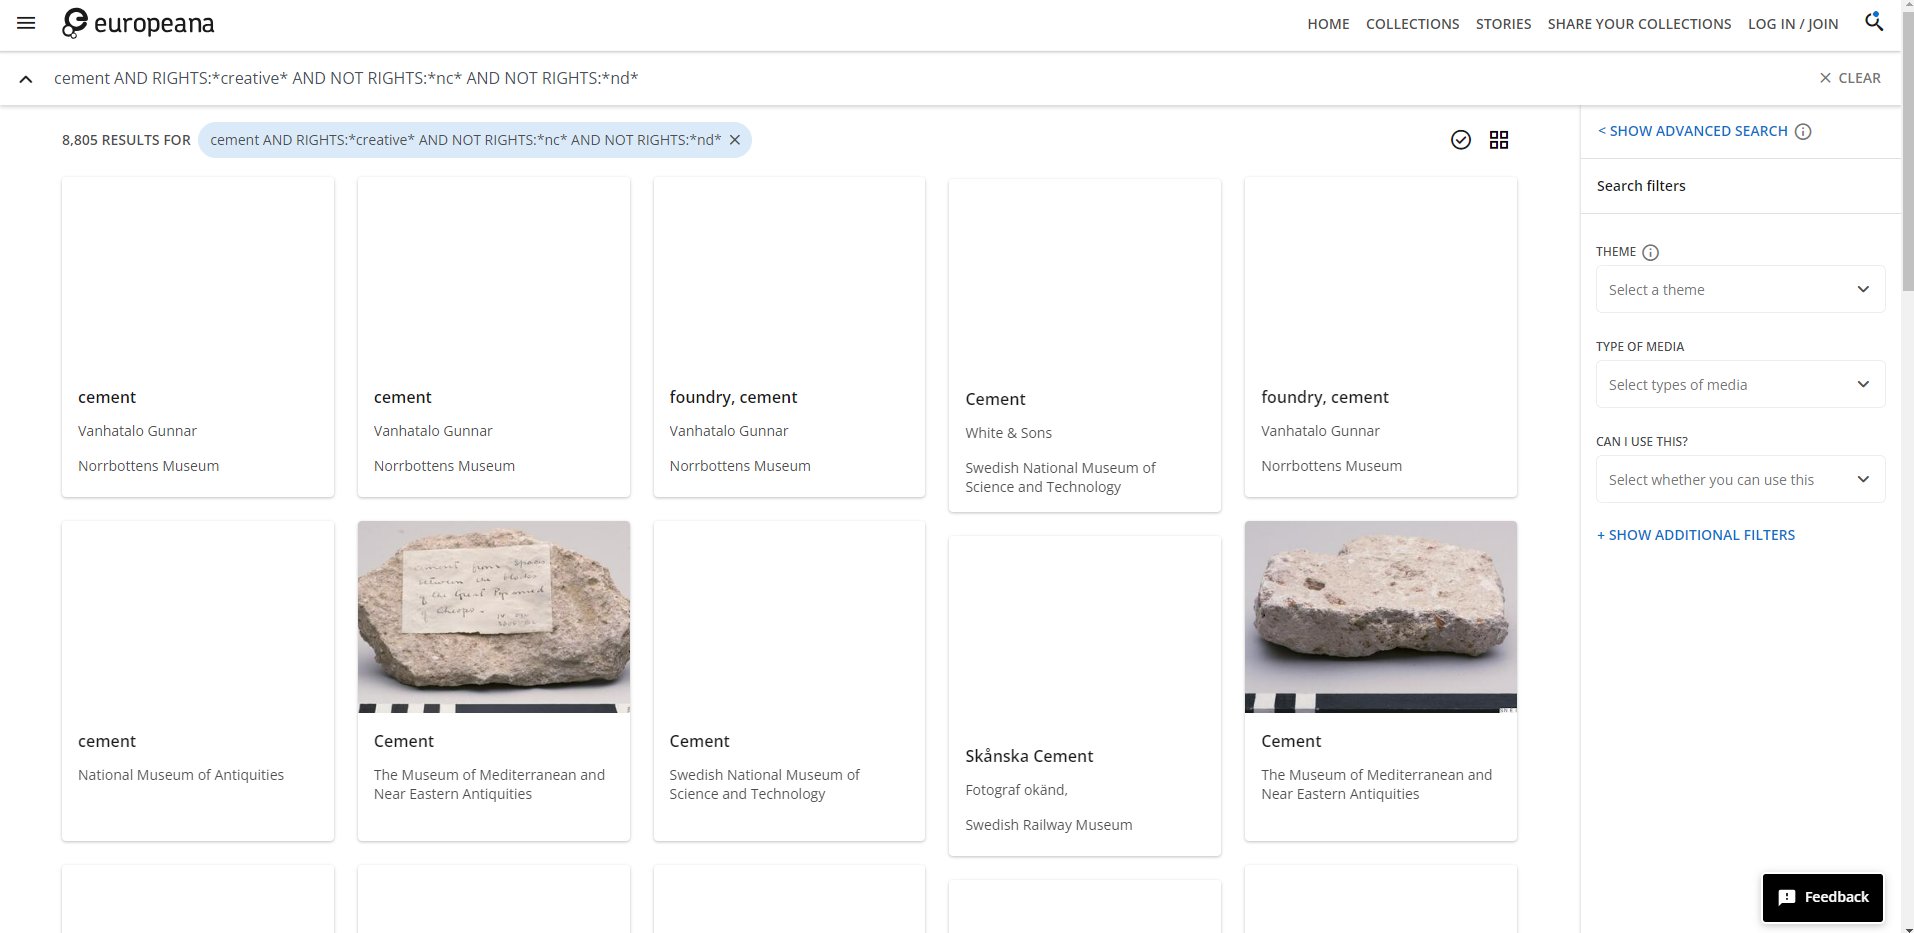 europeana
HOME COLLECTIONS STORIES SHARE YOUR COLLECTIONS LOG IN / JOIN
cement AND RIGHTS:*creative* AND NOT RIGHTS:*nc* AND NOT RIGHTS:*nd*
CLEAR
8,805 RESULTS FOR cement AND RIGHTS:*creative* AND NOT RIGHTS:*nc* AND NOT RIGHTS:*nd*
cement
Vanhatalo Gunnar
Norrbottens Museum
cement
Vanhatalo Gunnar
Norrbottens Museum
foundry, cement
Vanhatalo Gunnar
Norrbottens Museum
Cement
White & Sons
Swedish National Museum of
Science and Technology
foundry, cement
Vanhatalo Gunnar
Norrbottens Museum
cement
National Museum of Antiquities
cement from spaces
between the blocks
of the Great Pyramid
of Cheops.
Cement
The Museum of Mediterranean and
Near Eastern Antiquities
Cement
Swedish National Museum of
Science and Technology
Skånska Cement
Fotograf okänd,
Swedish Railway Museum
Cement
The Museum of Mediterranean and
Near Eastern Antiquities
< SHOW ADVANCED SEARCH
Search filters
THEME
Select a theme
TYPE OF MEDIA
Select types of media
CAN I USE THIS?
Select whether you can use this
+ SHOW ADDITIONAL FILTERS
Feedback